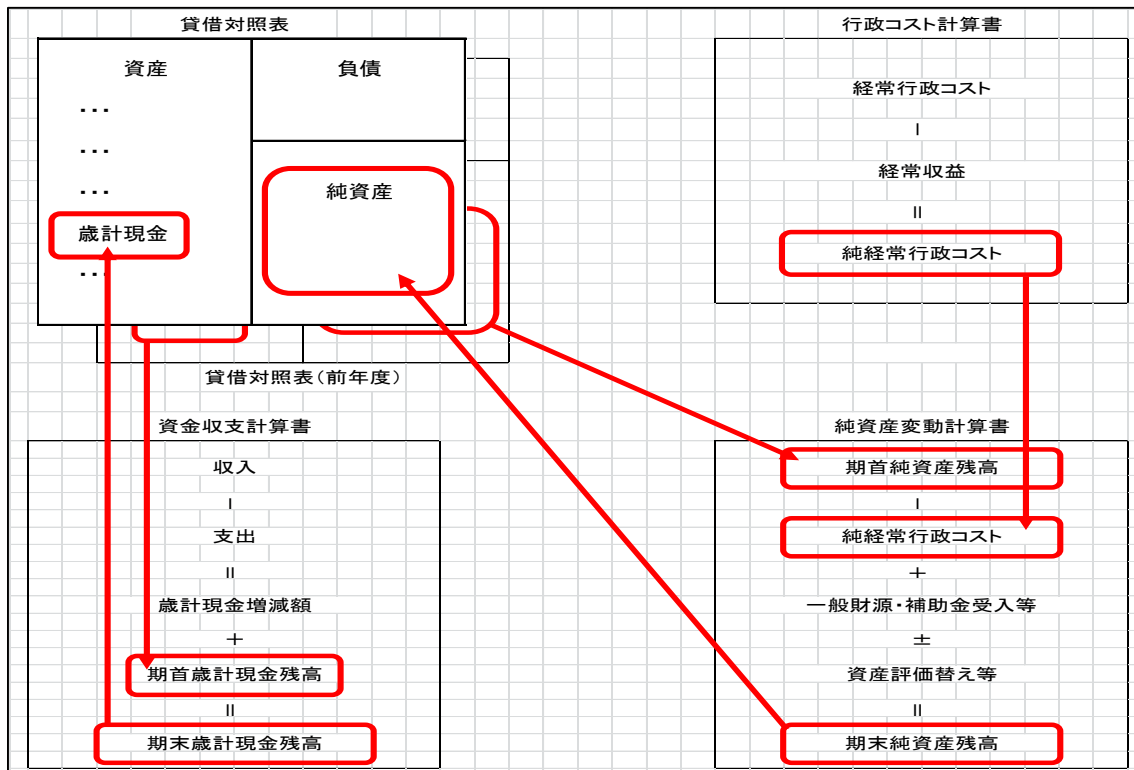 貸借対照表
資産
負債
・・・
・・・
・・・
純資産
歳計現金
・・・
貸借対照表(前年度)
行政コスト計算書
経常行政コスト
－
経常収益
＝
純経常行政コスト
資金収支計算書
収入
－
支出
＝
歳計現金増減額
＋
期首歳計現金残高
＝
期末歳計現金残高
純資産変動計算書
期首純資産残高
－
純経常行政コスト
＋
一般財源・補助金受入等
±
資産評価替え等
＝
期末純資産残高